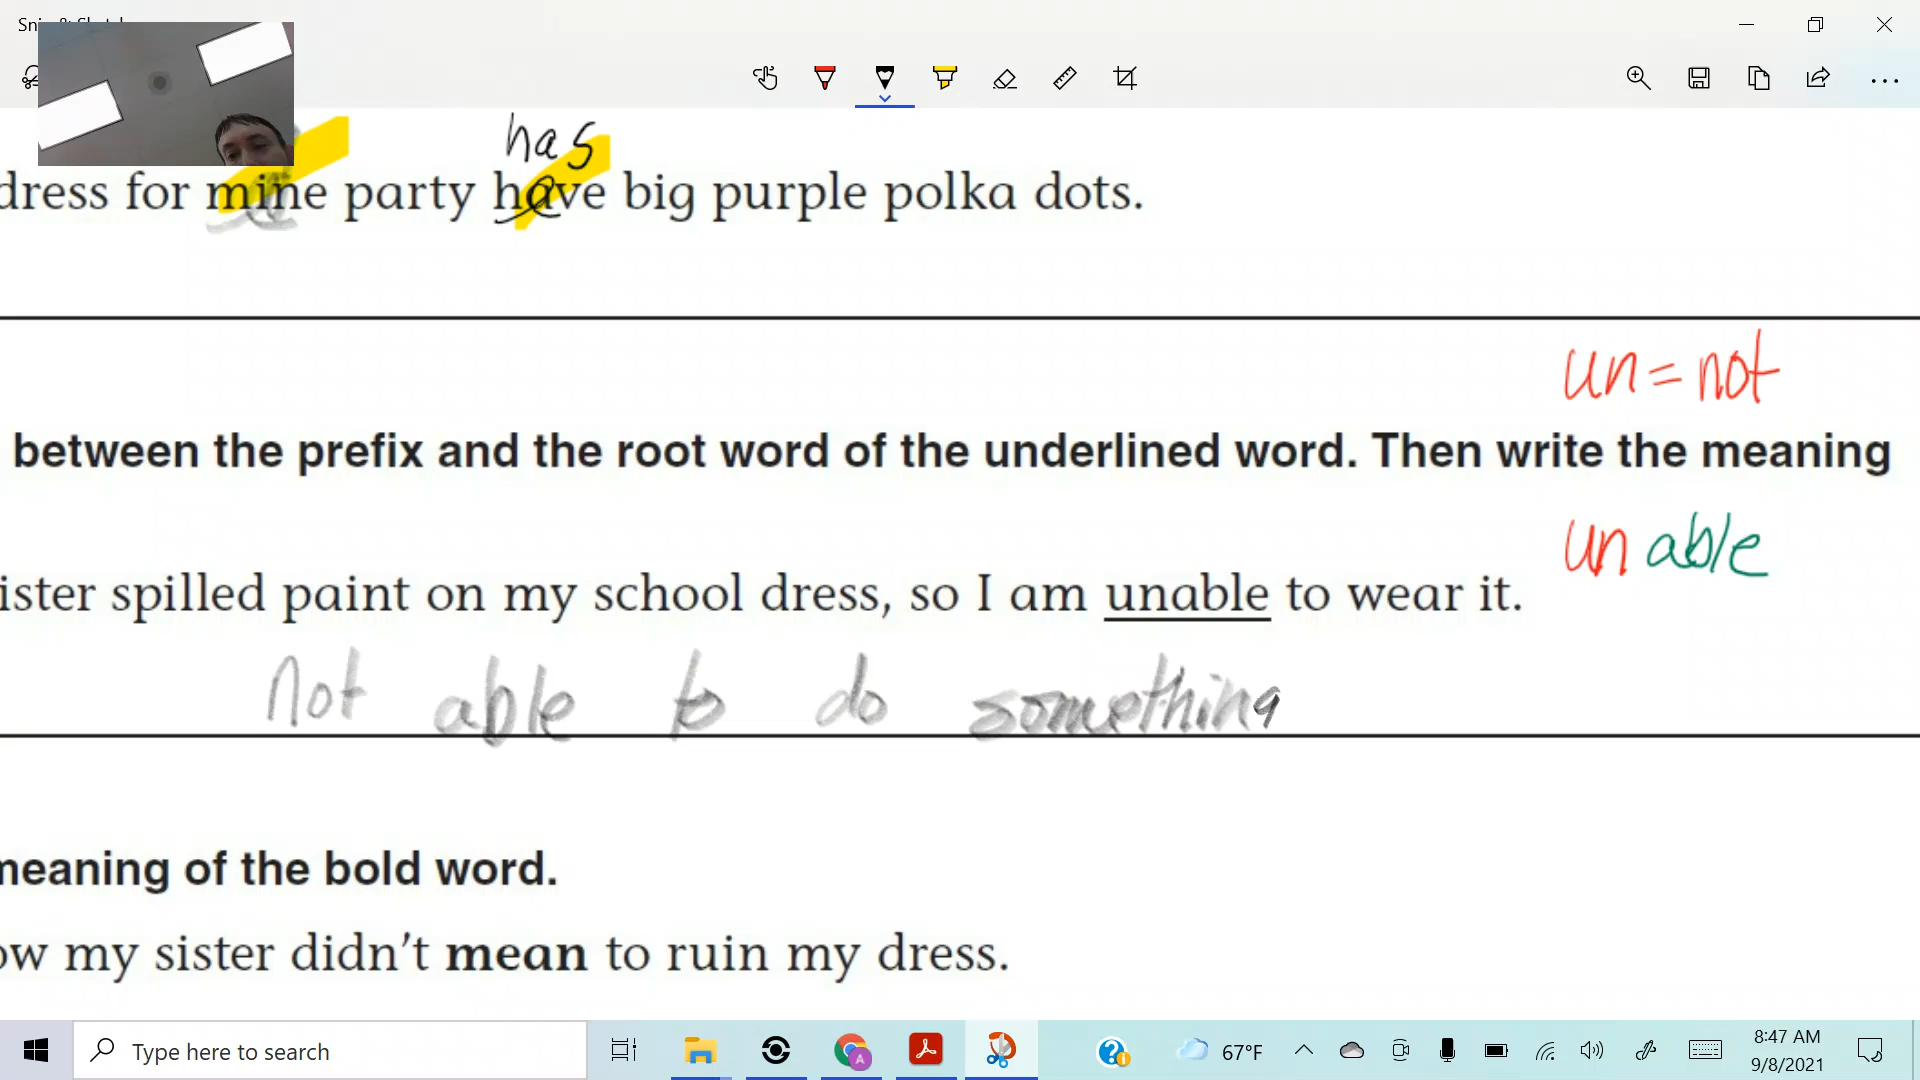 has
dress for mine party have big purple polka dots.
un = not
between the prefix and the root word of the underlined word. Then write the meaning
un able
ister spilled paint on my school dress, so I am unable to wear it.
Not able to do something
meaning of the bold word.
ow my sister didn't mean to ruin my dress.
Type here to search
67°F
8:47 AM
9/8/2021